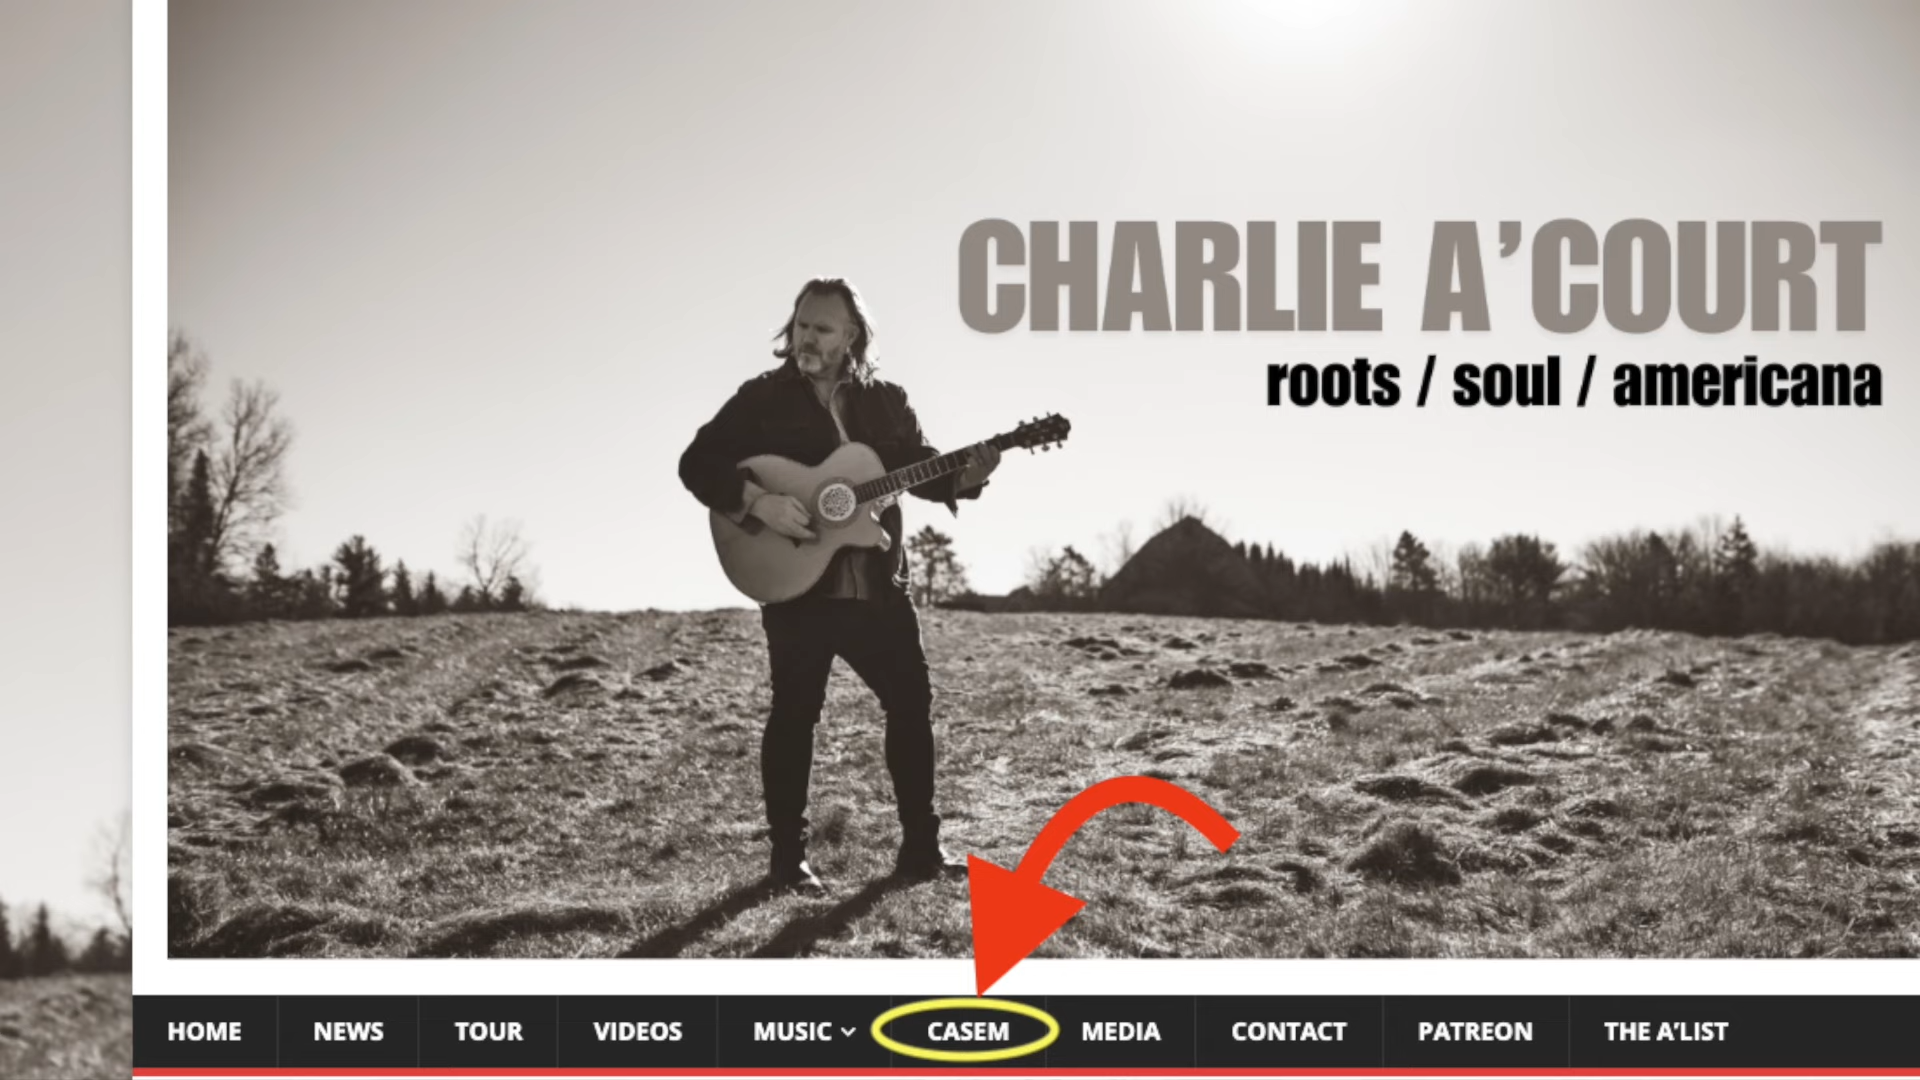 CHARLIE A’COURT
roots / soul / americana
HOME NEWS TOUR VIDEOS MUSIC CASEM MEDIA CONTACT PATREON THE A’LIST